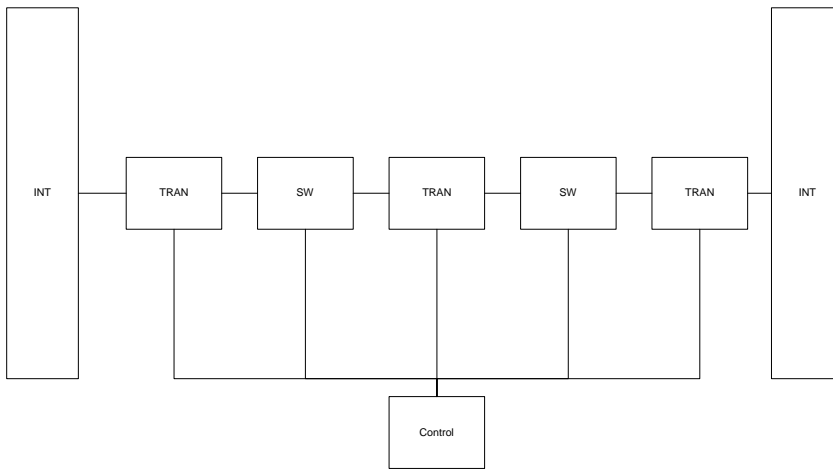 INT
TRAN
SW
TRAN
SW
TRAN
INT
Control